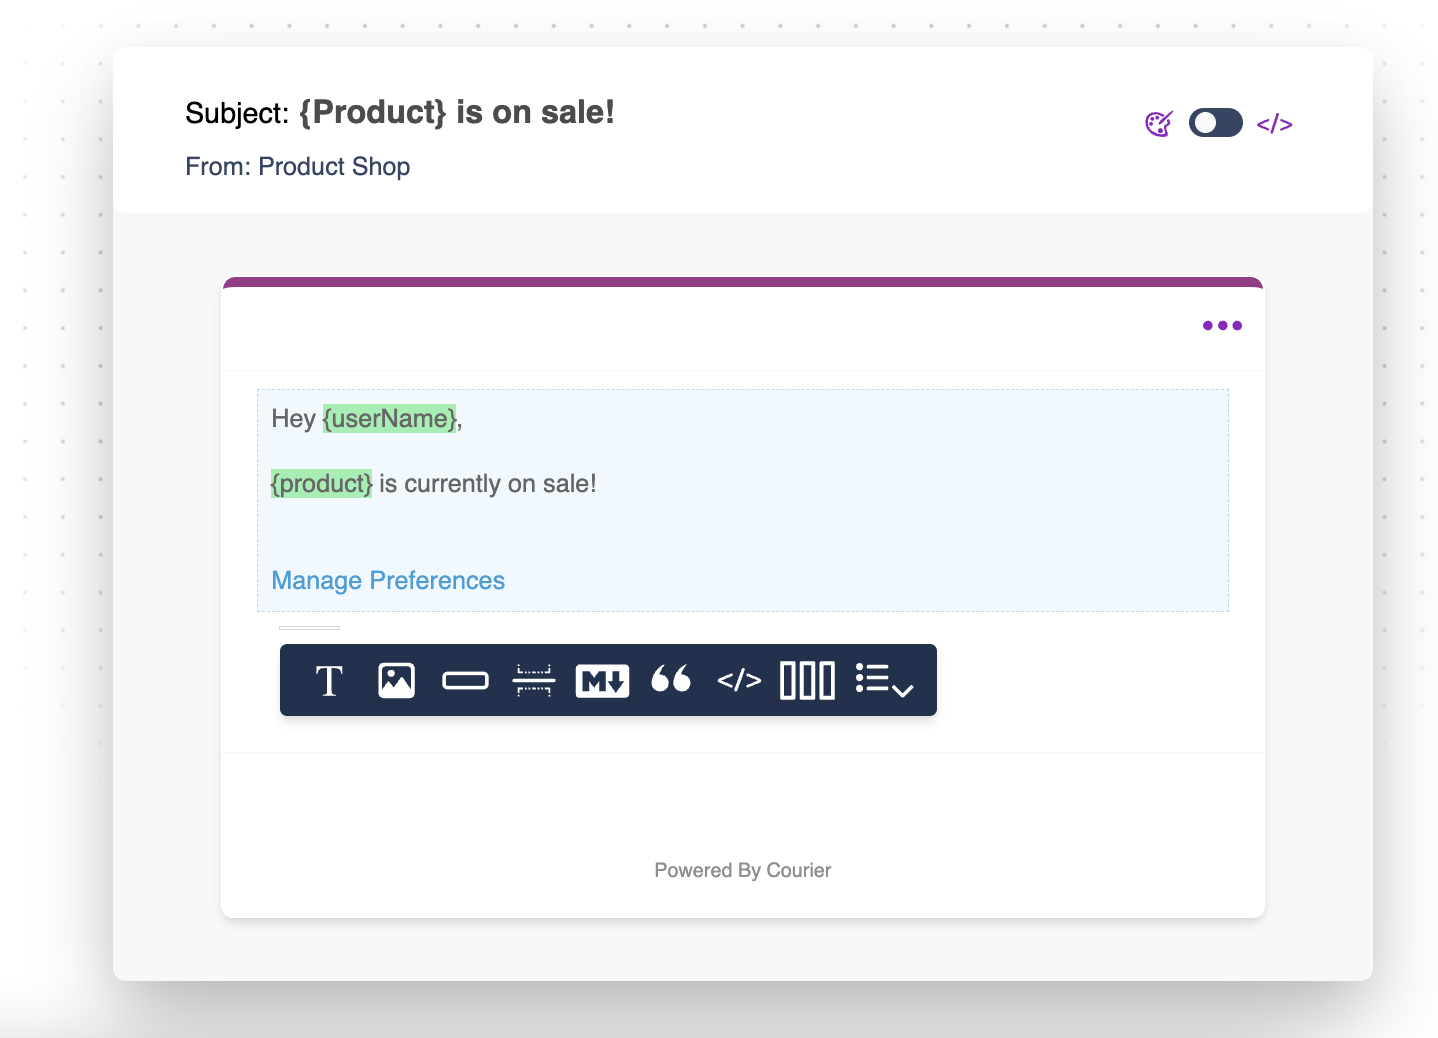 Subject: {Product} is on sale!
</>
From: Product Shop
Hey {userName},
{product} is currently on sale!
Manage Preferences
T M </>
Powered By Courier